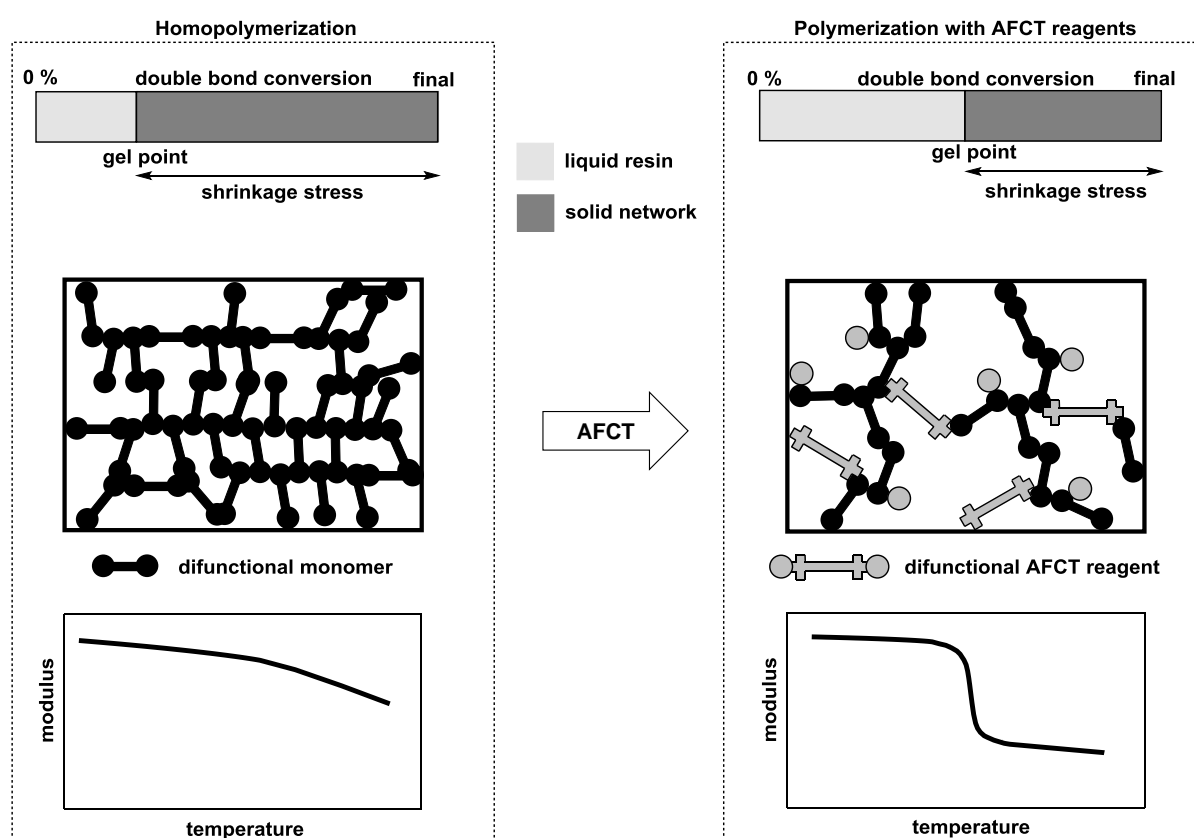 Homopolymerization
0 % double bond conversion final
gel point
shrinkage stress
difunctional monomer
modulus
temperature
liquid resin
solid network
AFCT
Polymerization with AFCT reagents
0 % double bond conversion final
gel point
shrinkage stress
difunctional AFCT reagent
modulus
temperature